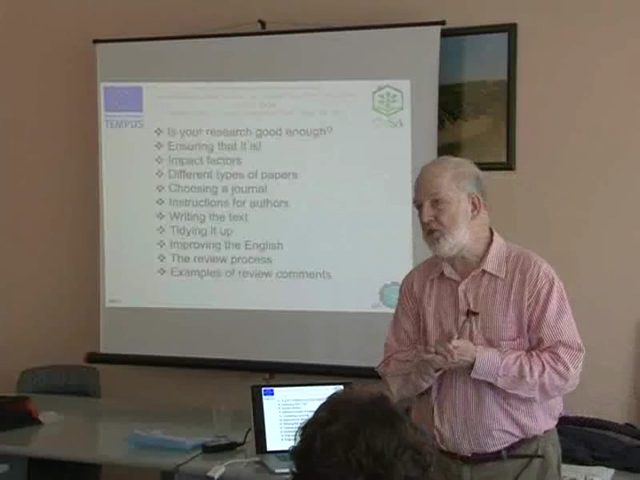 TEMPUS
Is your research good enough?
Ensuring that it is!
Impact factors
Different types of papers
Choosing a journal
Instructions for authors
Writing the text
Tidying it up
Improving the English
The review process
Examples of review comments